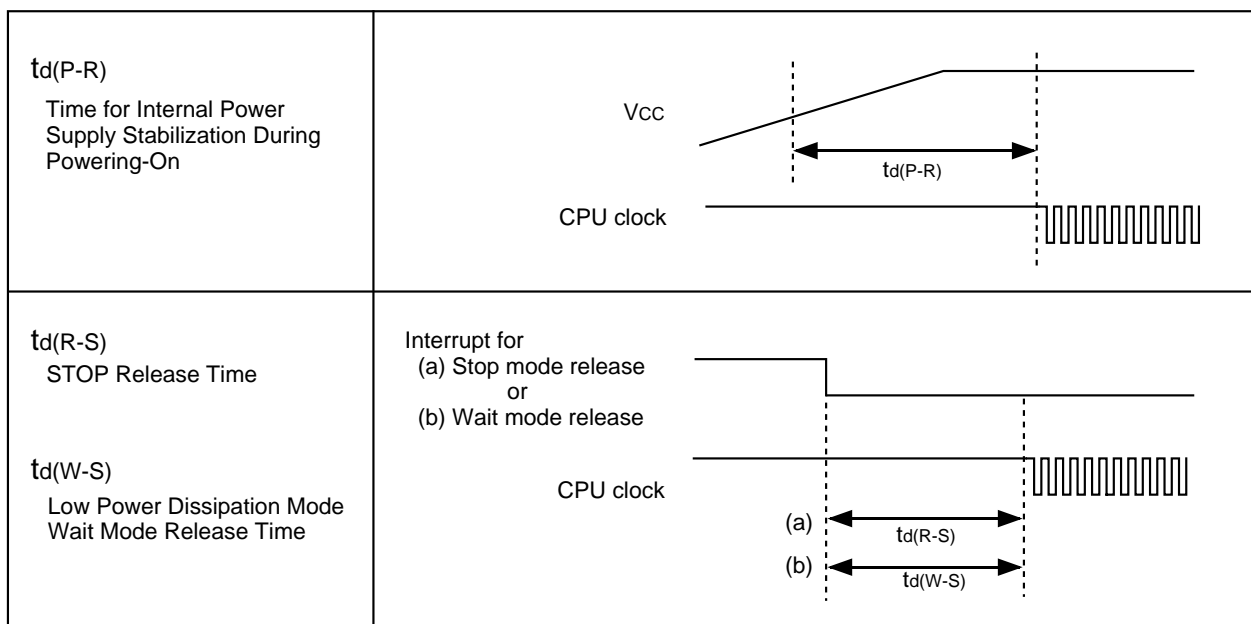 td(P-R)
Time for Internal Power
Supply Stabilization During
Powering-On
VCC
td(P-R)
CPU clock
td(R-S)
STOP Release Time
td(W-S)
Low Power Dissipation Mode
Wait Mode Release Time
Interrupt for
(a) Stop mode release
or
(b) Wait mode release
CPU clock
(a)
td(R-S)
(b)
td(W-S)